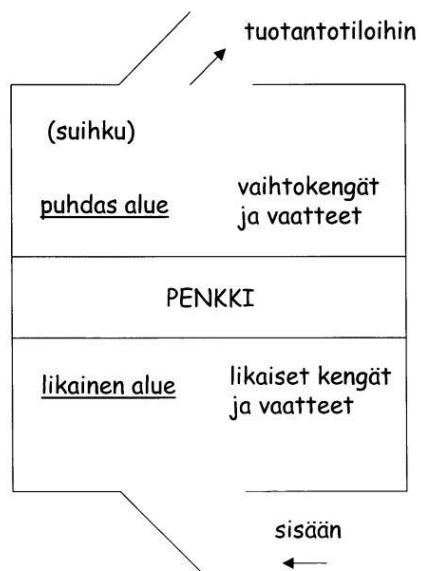 tuotantotiloihin
(suihku)
puhdas alue
vaihtokengät
ja vaatteet
PENKKI
likainen alue
likaiset kengät
ja vaatteet
sisään